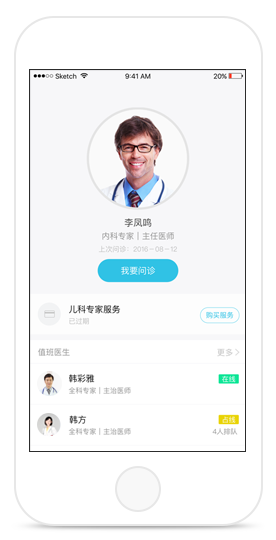 Sketch 9:41 AM 20%
李凤鸣
内科专家 | 主任医师
上次问诊：2016-08-12
我要问诊
儿科专家服务
已过期
购买服务
值班医生 更多
韩彩雅 在线
全科专家 | 主治医师
韩方 占线
全科专家 | 主治医师 4人排队